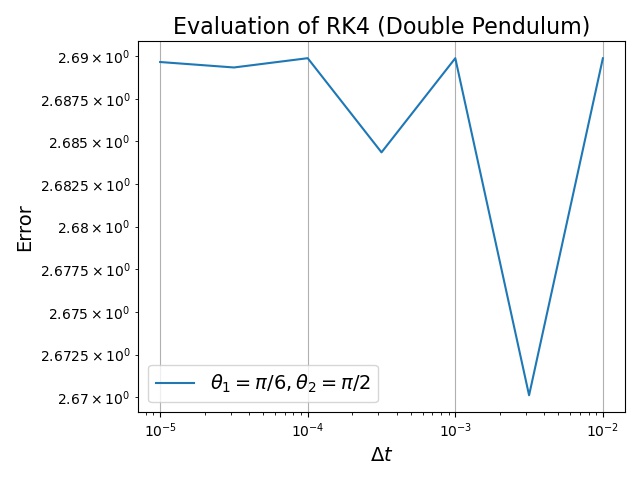 Evaluation of RK4 (Double Pendulum)
2.69 × 10⁰
2.6875 × 10⁰
2.685 × 10⁰
2.6825 × 10⁰
2.68 × 10⁰
2.6775 × 10⁰
2.675 × 10⁰
2.6725 × 10⁰
2.67 × 10⁰
Error
θ₁ = π/6, θ₂ = π/2
10⁻⁵ 10⁻⁴ 10⁻³ 10⁻²
Δt